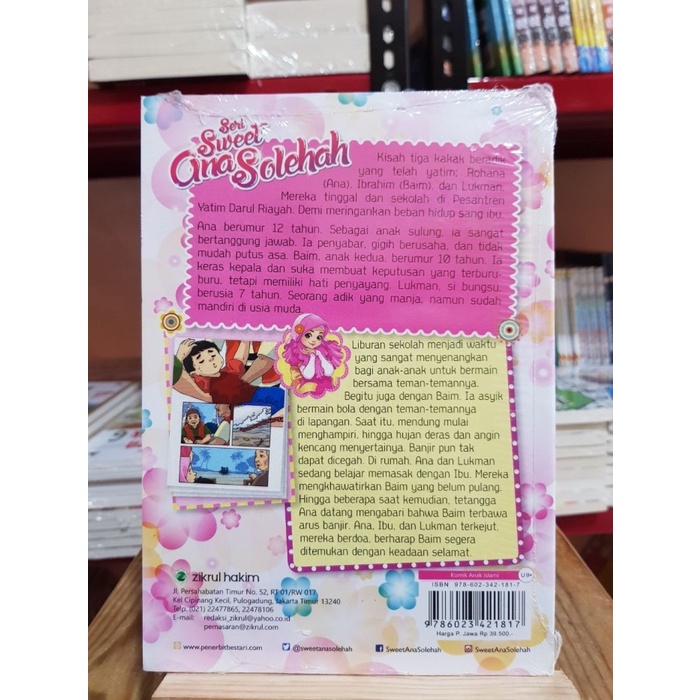 Seri
Sweet
Ana Solehah
Kisah tiga kakak beradik
yang telah yatim; Rohana
(Ana), Ibrahim (Baim), dan Lukman.
Mereka tinggal dan sekolah di Pesantren
Yatim Darul Riayah. Demi meringankan beban hidup sang ibu.
Ana berumur 12 tahun. Sebagai anak sulung, ia sangat
bertanggung jawab. Ia penyabar, gigih berusaha, dan tidak
mudah putus asa. Baim, anak kedua, berumur 10 tahun. Ia
keras kepala dan suka membuat keputusan yang terburu-
buru, tetapi memiliki hati penyayang. Lukman, si bungsu,
berusia 7 tahun. Seorang adik yang manja, namun sudah
mandiri di usia muda.
Liburan sekolah menjadi waktu
yang sangat menyenangkan
bagi anak-anak untuk bermain
bersama teman-temannya.
Begitu juga dengan Baim. Ia asyik
bermain bola dengan teman-temannya
di lapangan. Saat itu, mendung mulai
menghampiri, hingga hujan deras dan angin
kencang menyertainya. Banjir pun tak
dapat dicegah. Di rumah, Ana dan Lukman
sedang belajar memasak dengan Ibu. Mereka
mengkhawatirkan Baim yang belum pulang.
Hingga beberapa saat kemudian, tetangga
Ana datang mengabari bahwa Baim terbawa
arus banjir. Ana, Ibu, dan Lukman terkejut,
mereka berdoa, berharap Baim segera
ditemukan dengan keadaan selamat.
zikrul hakim
Jl. Persahabatan Timur No. 52, RT 01/RW 017
Kel Cipinang Kecil, Pulogadung, Jakarta Timur 13240
Telp. (021) 22477865, 22478106
E-mail: redaksi_zikrul@yahoo.co.id
pemasaran@zikrul.com
Komik Anak Islami
U 9+
ISBN 978-602-342-181-7
9 786023 421817
Harga P. Jawa Rp 39.500,-
www.penerbitbestari.com
@sweetanasolehah
SweetAnaSolehah
SweetAnaSolehah